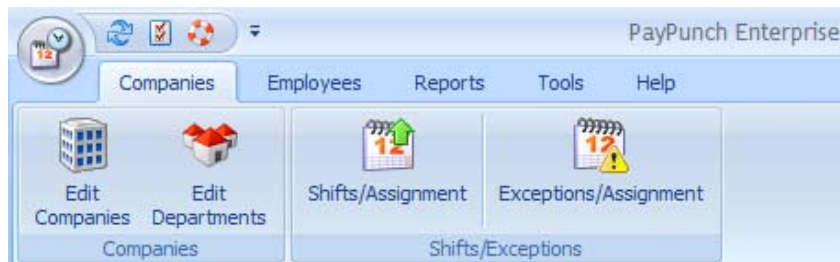 PayPunch Enterprise
Companies Employees Reports Tools Help
Edit Companies
Edit Departments
Shifts/Assignment
Exceptions/Assignment
Companies
Shifts/Exceptions